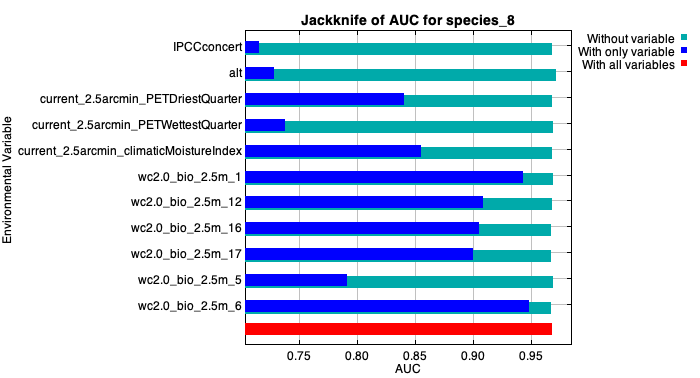 Jackknife of AUC for species_8
Without variable
With only variable
With all variables
Environmental Variable
IPCCconcert
alt
current_2.5arcmin_PETDriestQuarter
current_2.5arcmin_PETWettestQuarter
current_2.5arcmin_climaticMoistureIndex
wc2.0_bio_2.5m_1
wc2.0_bio_2.5m_12
wc2.0_bio_2.5m_16
wc2.0_bio_2.5m_17
wc2.0_bio_2.5m_5
wc2.0_bio_2.5m_6
0.75 0.80 0.85 0.90 0.95
AUC